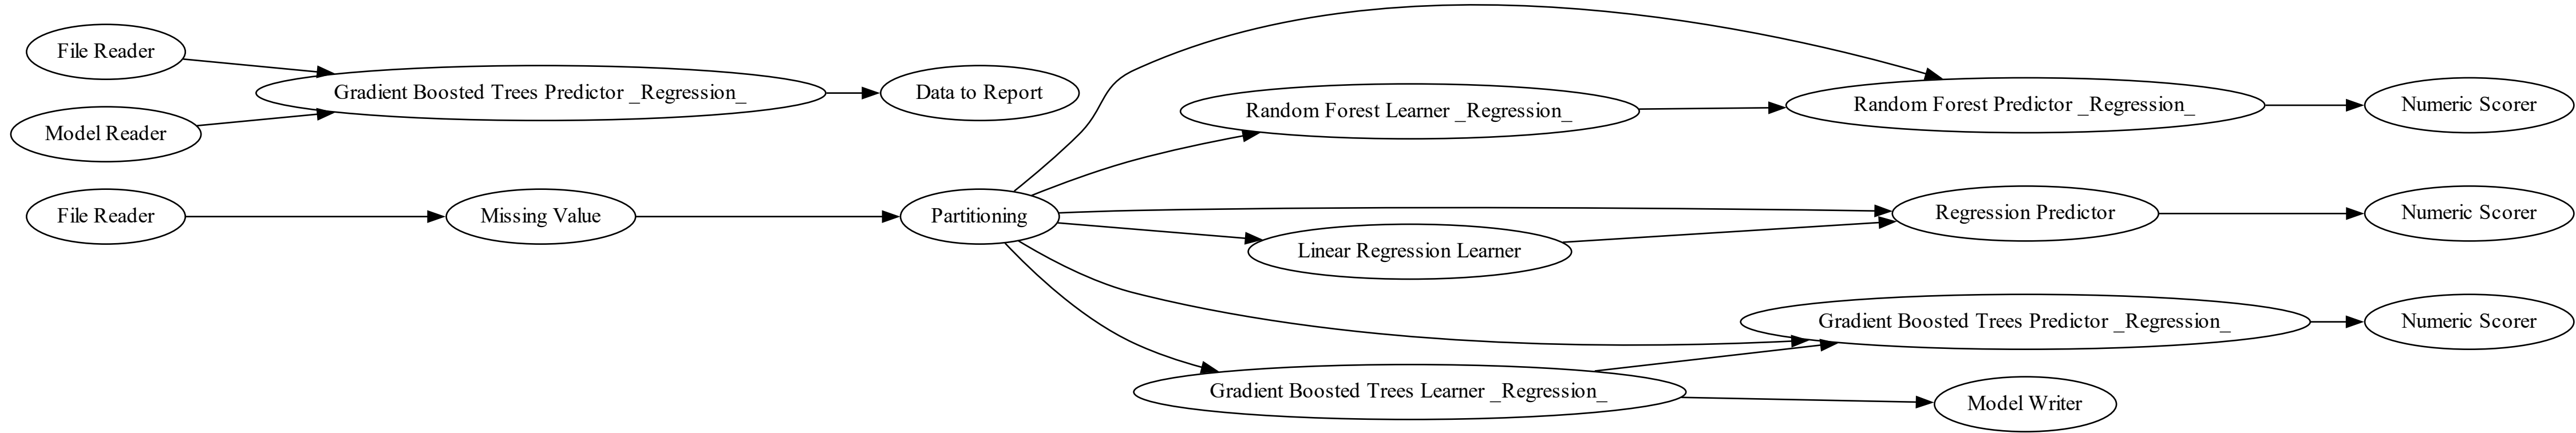 File Reader
Model Reader
Gradient Boosted Trees Predictor _Regression_
Data to Report
File Reader
Missing Value
Partitioning
Random Forest Learner _Regression_
Random Forest Predictor _Regression_
Numeric Scorer
Linear Regression Learner
Regression Predictor
Numeric Scorer
Gradient Boosted Trees Learner _Regression_
Gradient Boosted Trees Predictor _Regression_
Numeric Scorer
Model Writer